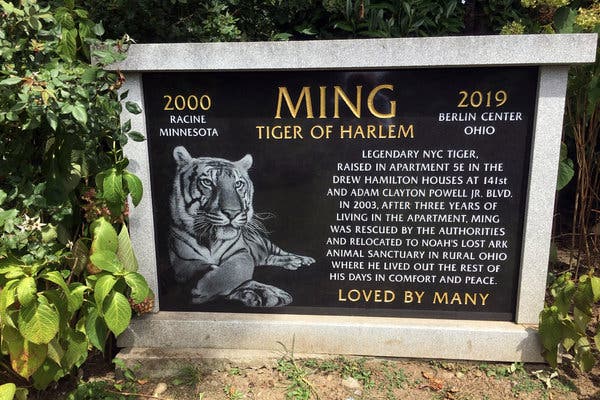 2000
RACINE
MINNESOTA
MING
TIGER OF HARLEM
2019
BERLIN CENTER
OHIO
LEGENDARY NYC TIGER,
RAISED IN APARTMENT 5E IN THE
DREW HAMILTON HOUSES AT 141st
AND ADAM CLAYTON POWELL JR. BLVD.
IN 2003, AFTER THREE YEARS OF
LIVING IN THE APARTMENT, MING
WAS RESCUED BY THE AUTHORITIES
AND RELOCATED TO NOAH'S LOST ARK
ANIMAL SANCTUARY IN RURAL OHIO
WHERE HE LIVED OUT THE REST OF
HIS DAYS IN COMFORT AND PEACE.
LOVED BY MANY